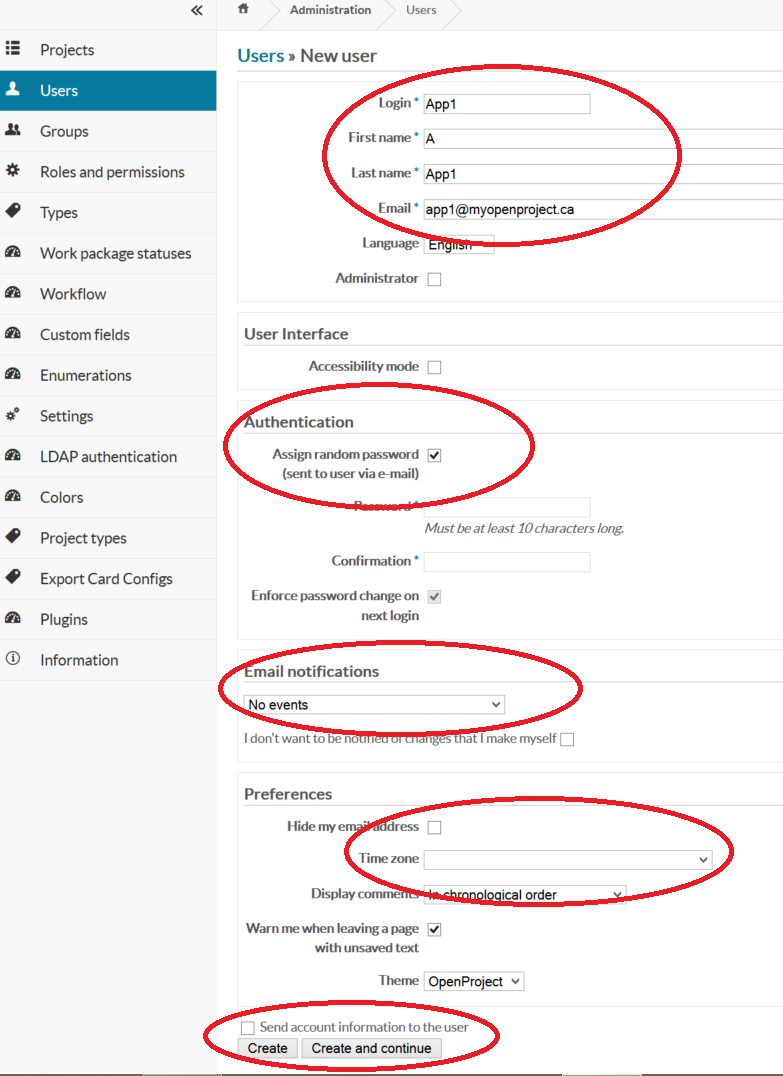 «
Administration
Users
Projects
Users
Groups
Roles and permissions
Types
Work package statuses
Workflow
Custom fields
Enumerations
Settings
LDAP authentication
Colors
Project types
Export Card Configs
Plugins
Information
Users » New user
Login * App1
First name * A
Last name * App1
Email * app1@myopenproject.ca
Language English
Administrator
User Interface
Accessibility mode
Authentication
Assign random password
(sent to user via e-mail)
Password *
Must be at least 10 characters long.
Confirmation *
Enforce password change on
next login
Email notifications
No events
I don't want to be notified of changes that I make myself
Preferences
Hide my email address
Time zone
Display comments In chronological order
Warn me when leaving a page
with unsaved text
Theme OpenProject
Send account information to the user
Create Create and continue